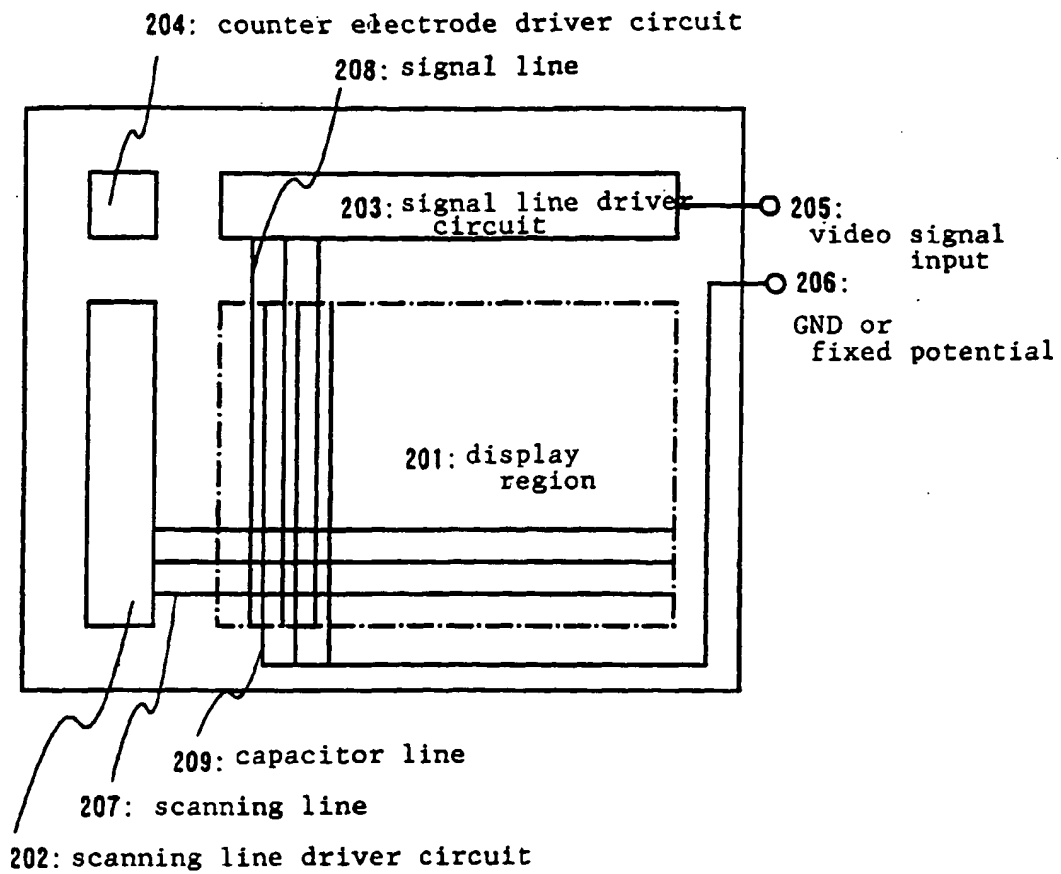 204: counter electrode driver circuit
208: signal line
203: signal line driver
circuit
205:
video signal
input
206:
GND or
fixed potential
201: display
region
209: capacitor line
207: scanning line
202: scanning line driver circuit